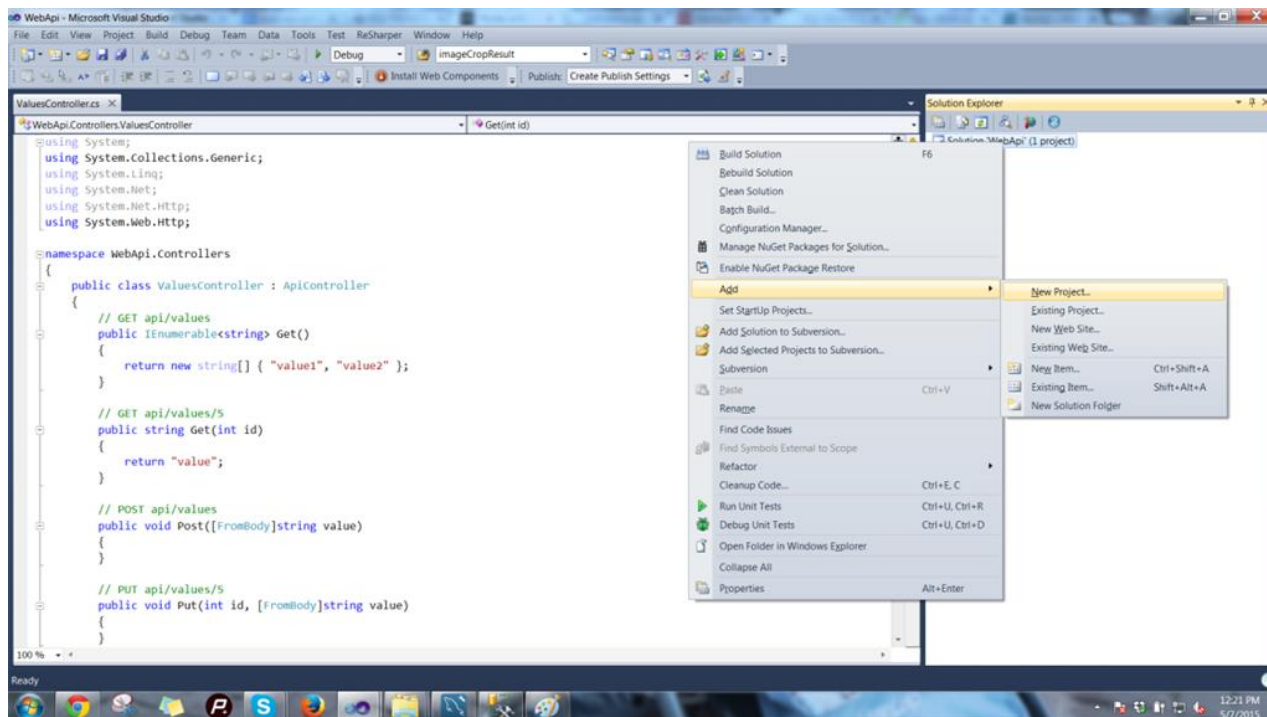 WebApi - Microsoft Visual Studio
File Edit View Project Build Debug Team Data Tools Test ReSharper Window Help
Debug imageCropResult
Install Web Components Publish: Create Publish Settings
ValuesController.cs
Solution Explorer
WebApi.Controllers.ValuesController Get(int id)
Solution 'WebApi' (1 project)
using System;
using System.Collections.Generic;
using System.Linq;
using System.Net;
using System.Net.Http;
using System.Web.Http;
namespace WebApi.Controllers
{
public class ValuesController : ApiController
{
// GET api/values
public IEnumerable<string> Get()
{
return new string[] { "value1", "value2" };
}
// GET api/values/5
public string Get(int id)
{
return "value";
}
// POST api/values
public void Post([FromBody]string value)
{
}
// PUT api/values/5
public void Put(int id, [FromBody]string value)
{
}
100 %
Build Solution F6
Rebuild Solution
Clean Solution
Batch Build...
Configuration Manager...
Manage NuGet Packages for Solution...
Enable NuGet Package Restore
Add
Set StartUp Projects...
Add Solution to Subversion...
Add Selected Projects to Subversion...
Subversion
Paste Ctrl+V
Rename
Find Code Issues
Find Symbols External to Scope
Refactor
Cleanup Code... Ctrl+E, C
Run Unit Tests Ctrl+U, Ctrl+R
Debug Unit Tests Ctrl+U, Ctrl+D
Open Folder in Windows Explorer
Collapse All
Properties Alt+Enter
New Project...
Existing Project...
New Web Site...
Existing Web Site...
New Item... Ctrl+Shift+A
Existing Item... Shift+Alt+A
New Solution Folder
Ready
12:21 PM
5/7/2015